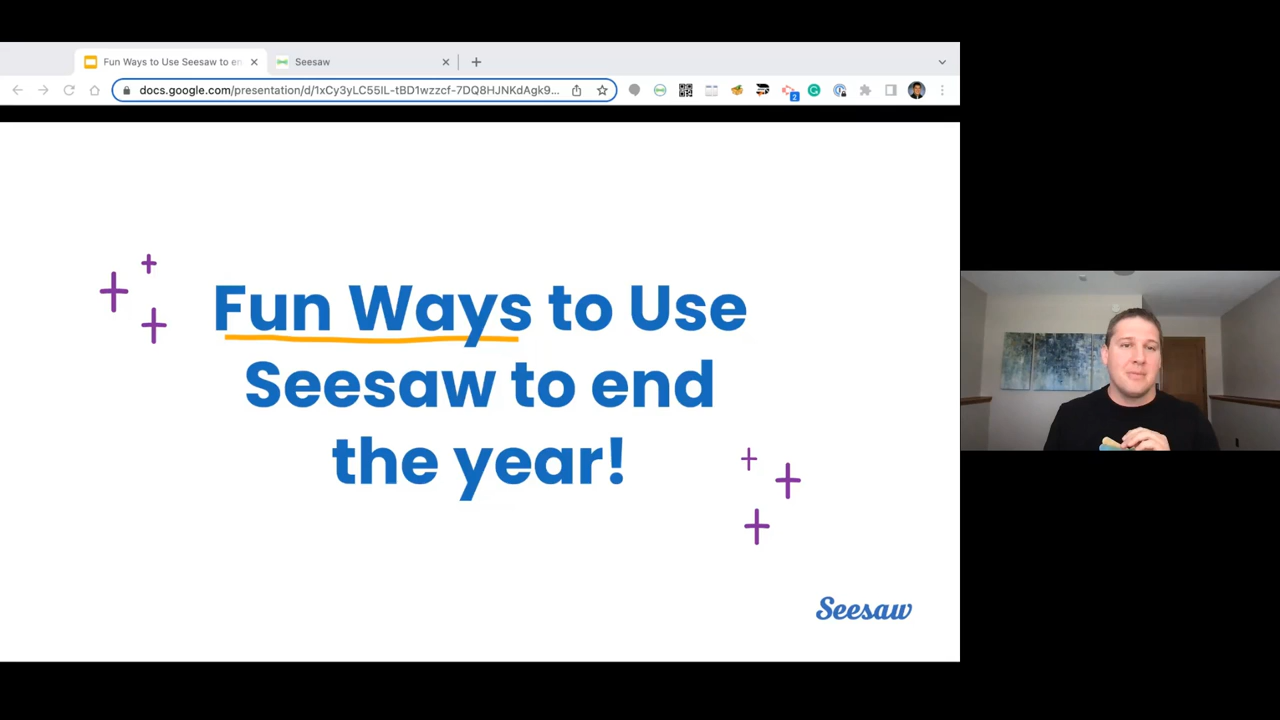 Fun Ways to Use Seesaw to en
Seesaw
docs.google.com/presentation/d/1xCy3yLC55IL-tBD1wzzcf-7DQ8HJNKdAgk9...
2
Fun Ways to Use
Seesaw to end
the year!
Seesaw